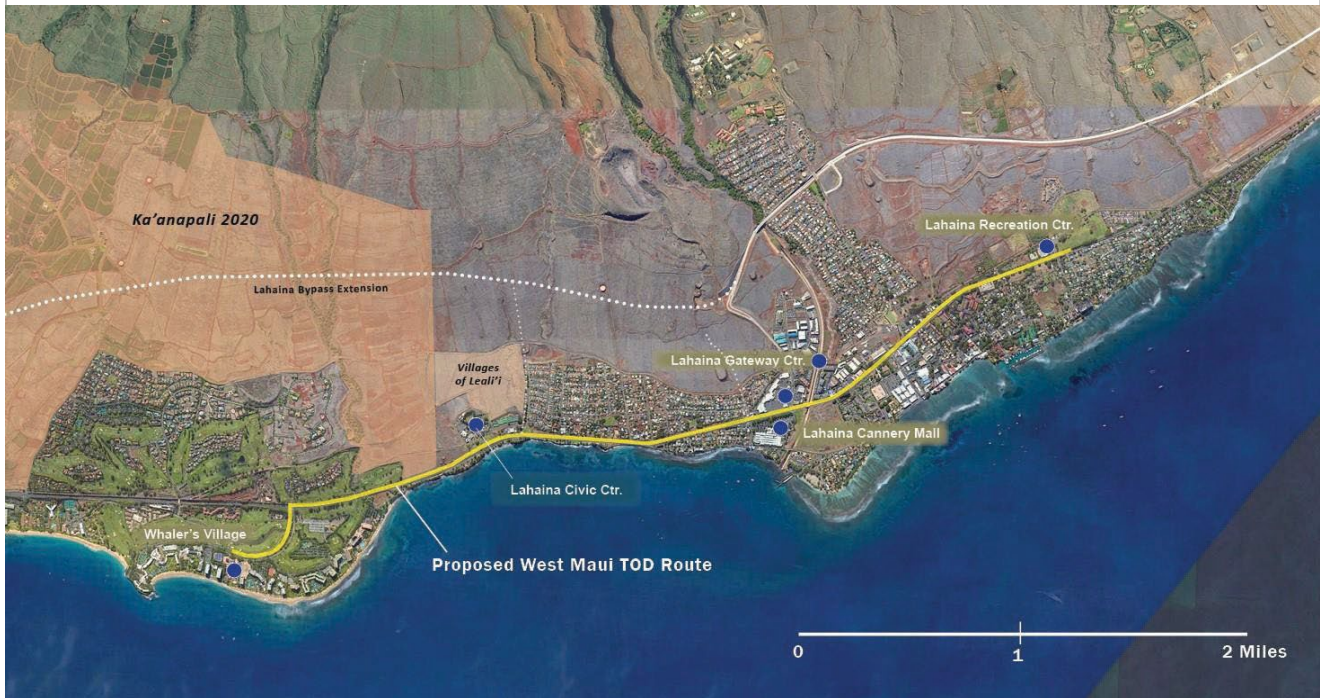 Ka'anapali 2020
Lahaina Recreation Ctr.
Lahaina Bypass Extension
Lahaina Gateway Ctr.
Villages
of Leali'i
Lahaina Cannery Mall
Lahaina Civic Ctr.
Whaler's Village
Proposed West Maui TOD Route
0 1 2 Miles